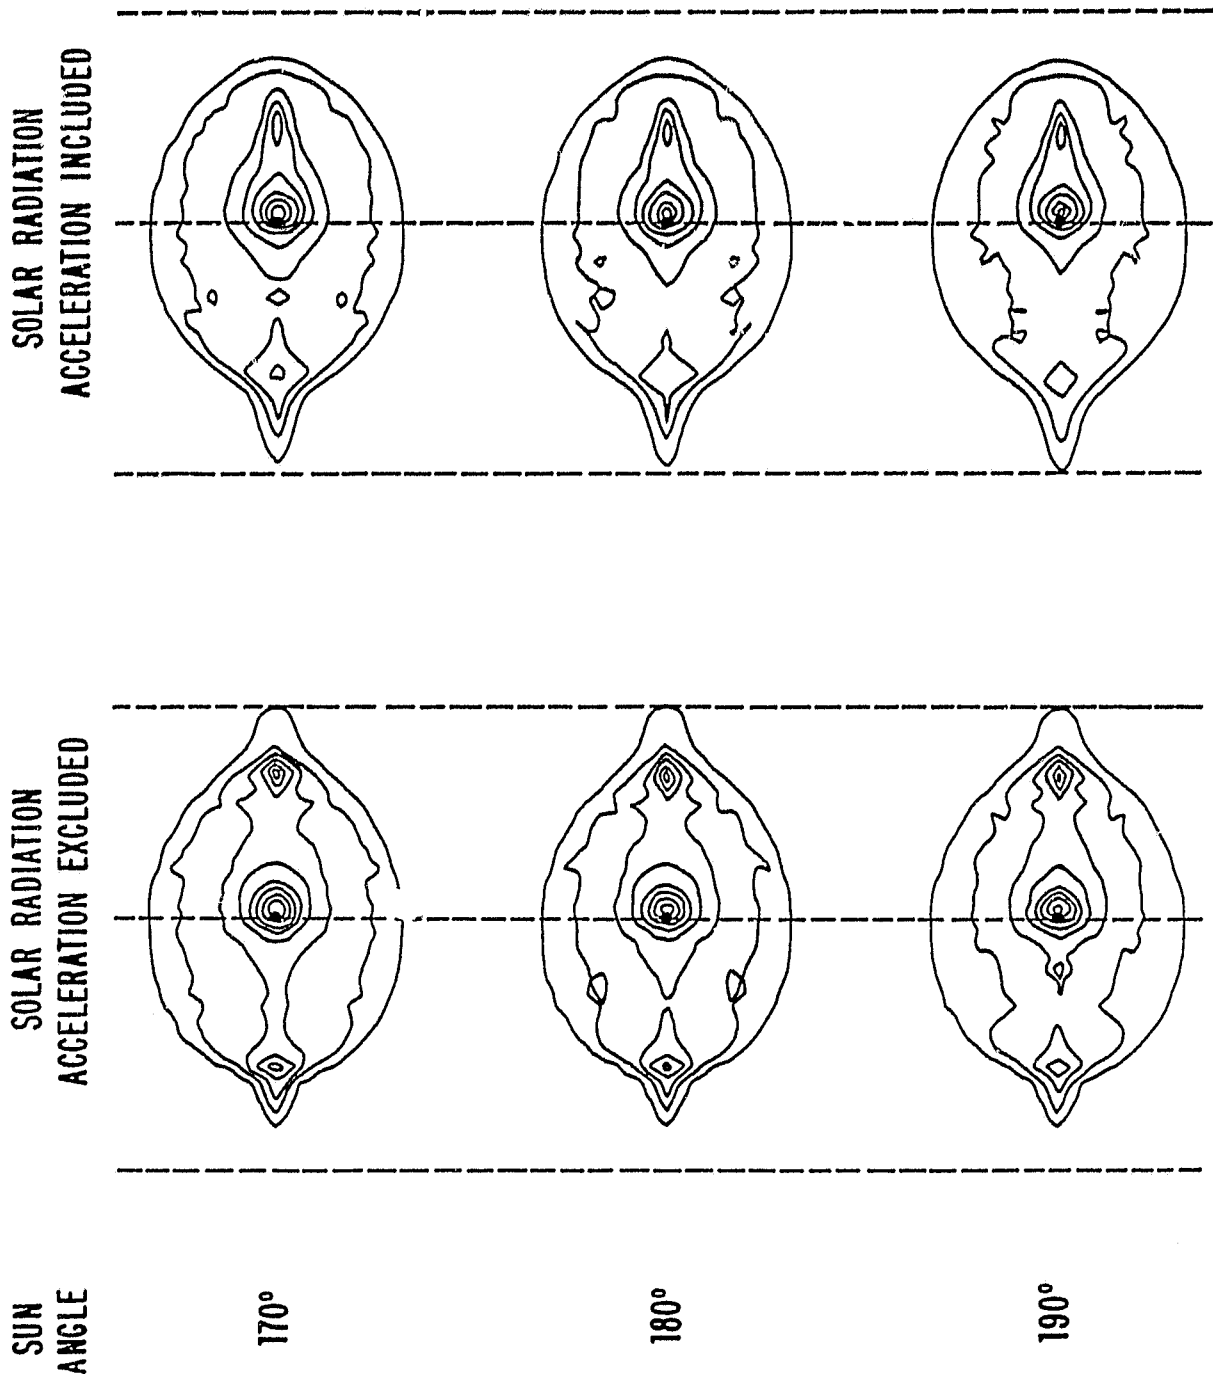 SUN
ANGLE
SOLAR RADIATION
ACCELERATION EXCLUDED
SOLAR RADIATION
ACCELERATION INCLUDED
170°
180°
190°